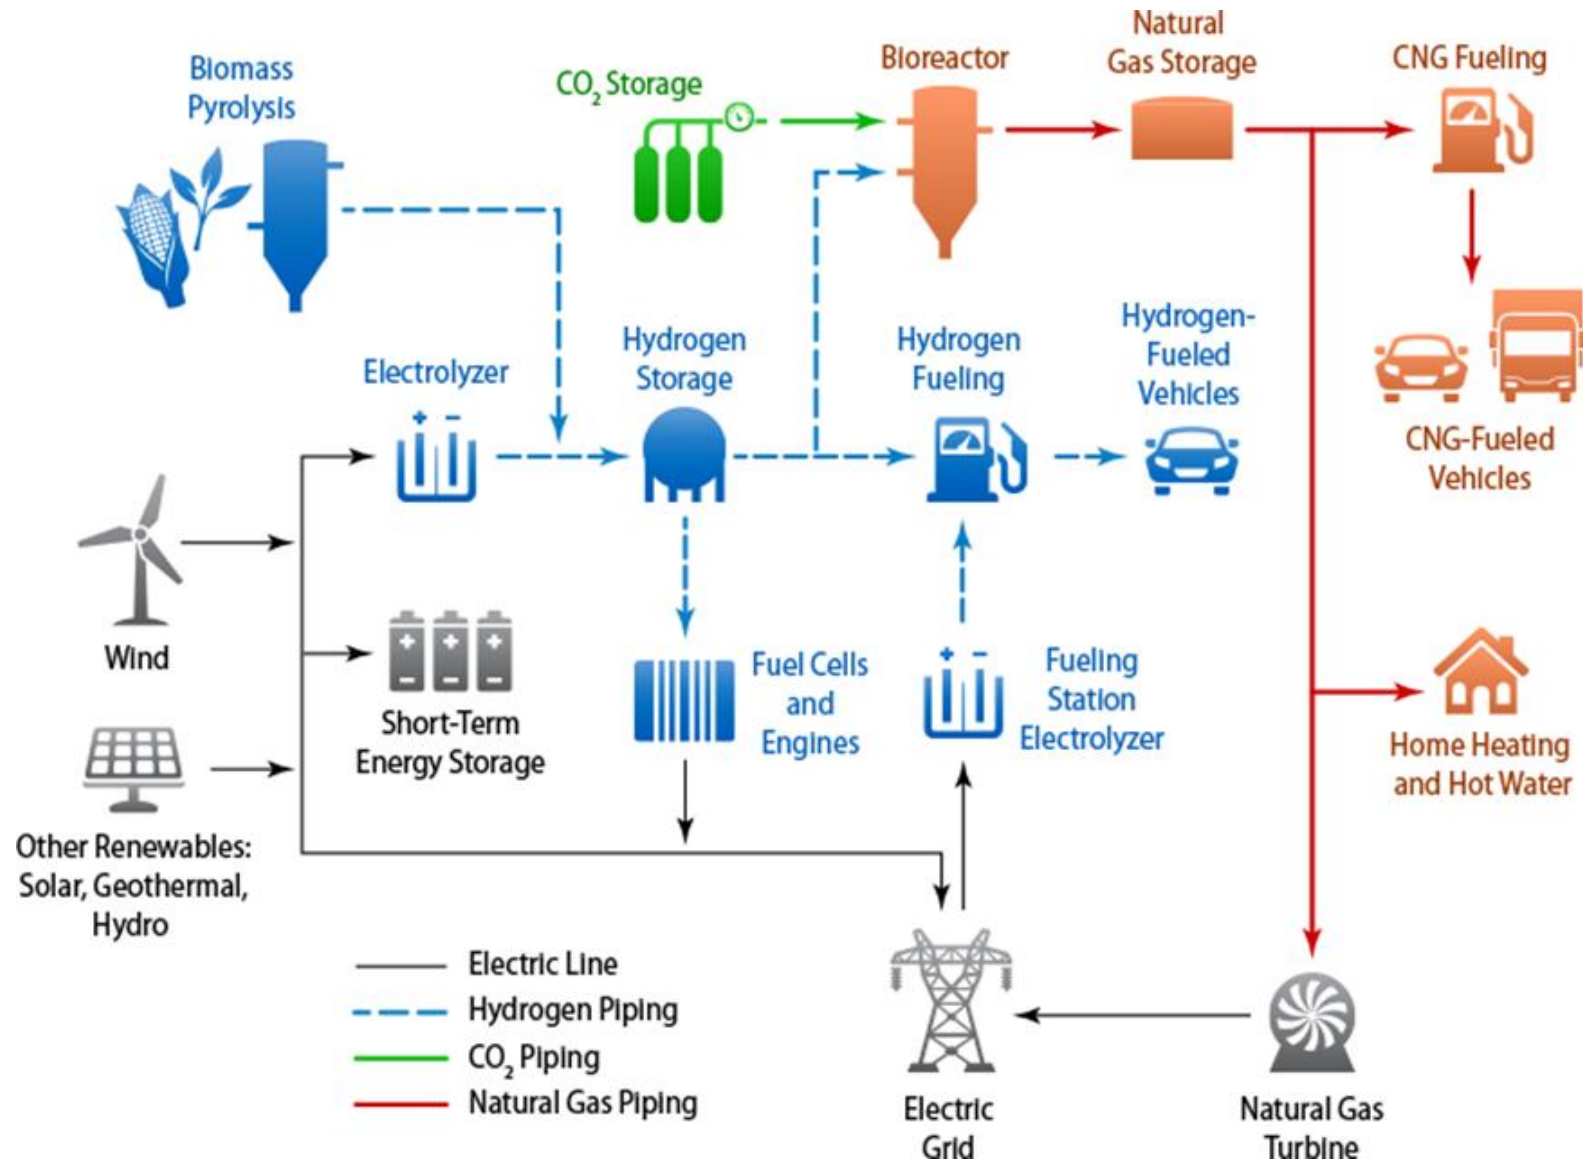 Biomass
Pyrolysis
CO₂ Storage
Bioreactor
Natural
Gas Storage
CNG Fueling
Electrolyzer
Hydrogen
Storage
Hydrogen
Fueling
Hydrogen-
Fueled
Vehicles
CNG-Fueled
Vehicles
Wind
Short-Term
Energy Storage
Fuel Cells
and
Engines
Fueling
Station
Electrolyzer
Home Heating
and Hot Water
Other Renewables:
Solar, Geothermal,
Hydro
Electric Line
Hydrogen Piping
CO₂ Piping
Natural Gas Piping
Electric
Grid
Natural Gas
Turbine